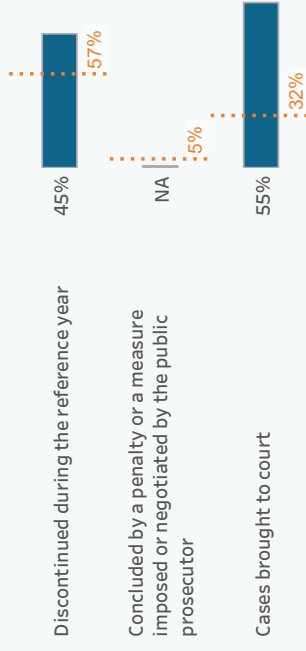 Discontinued during the reference year
45%
57%
Concluded by a penalty or a measure
imposed or negotiated by the public
prosecutor
NA
5%
Cases brought to court
55%
32%